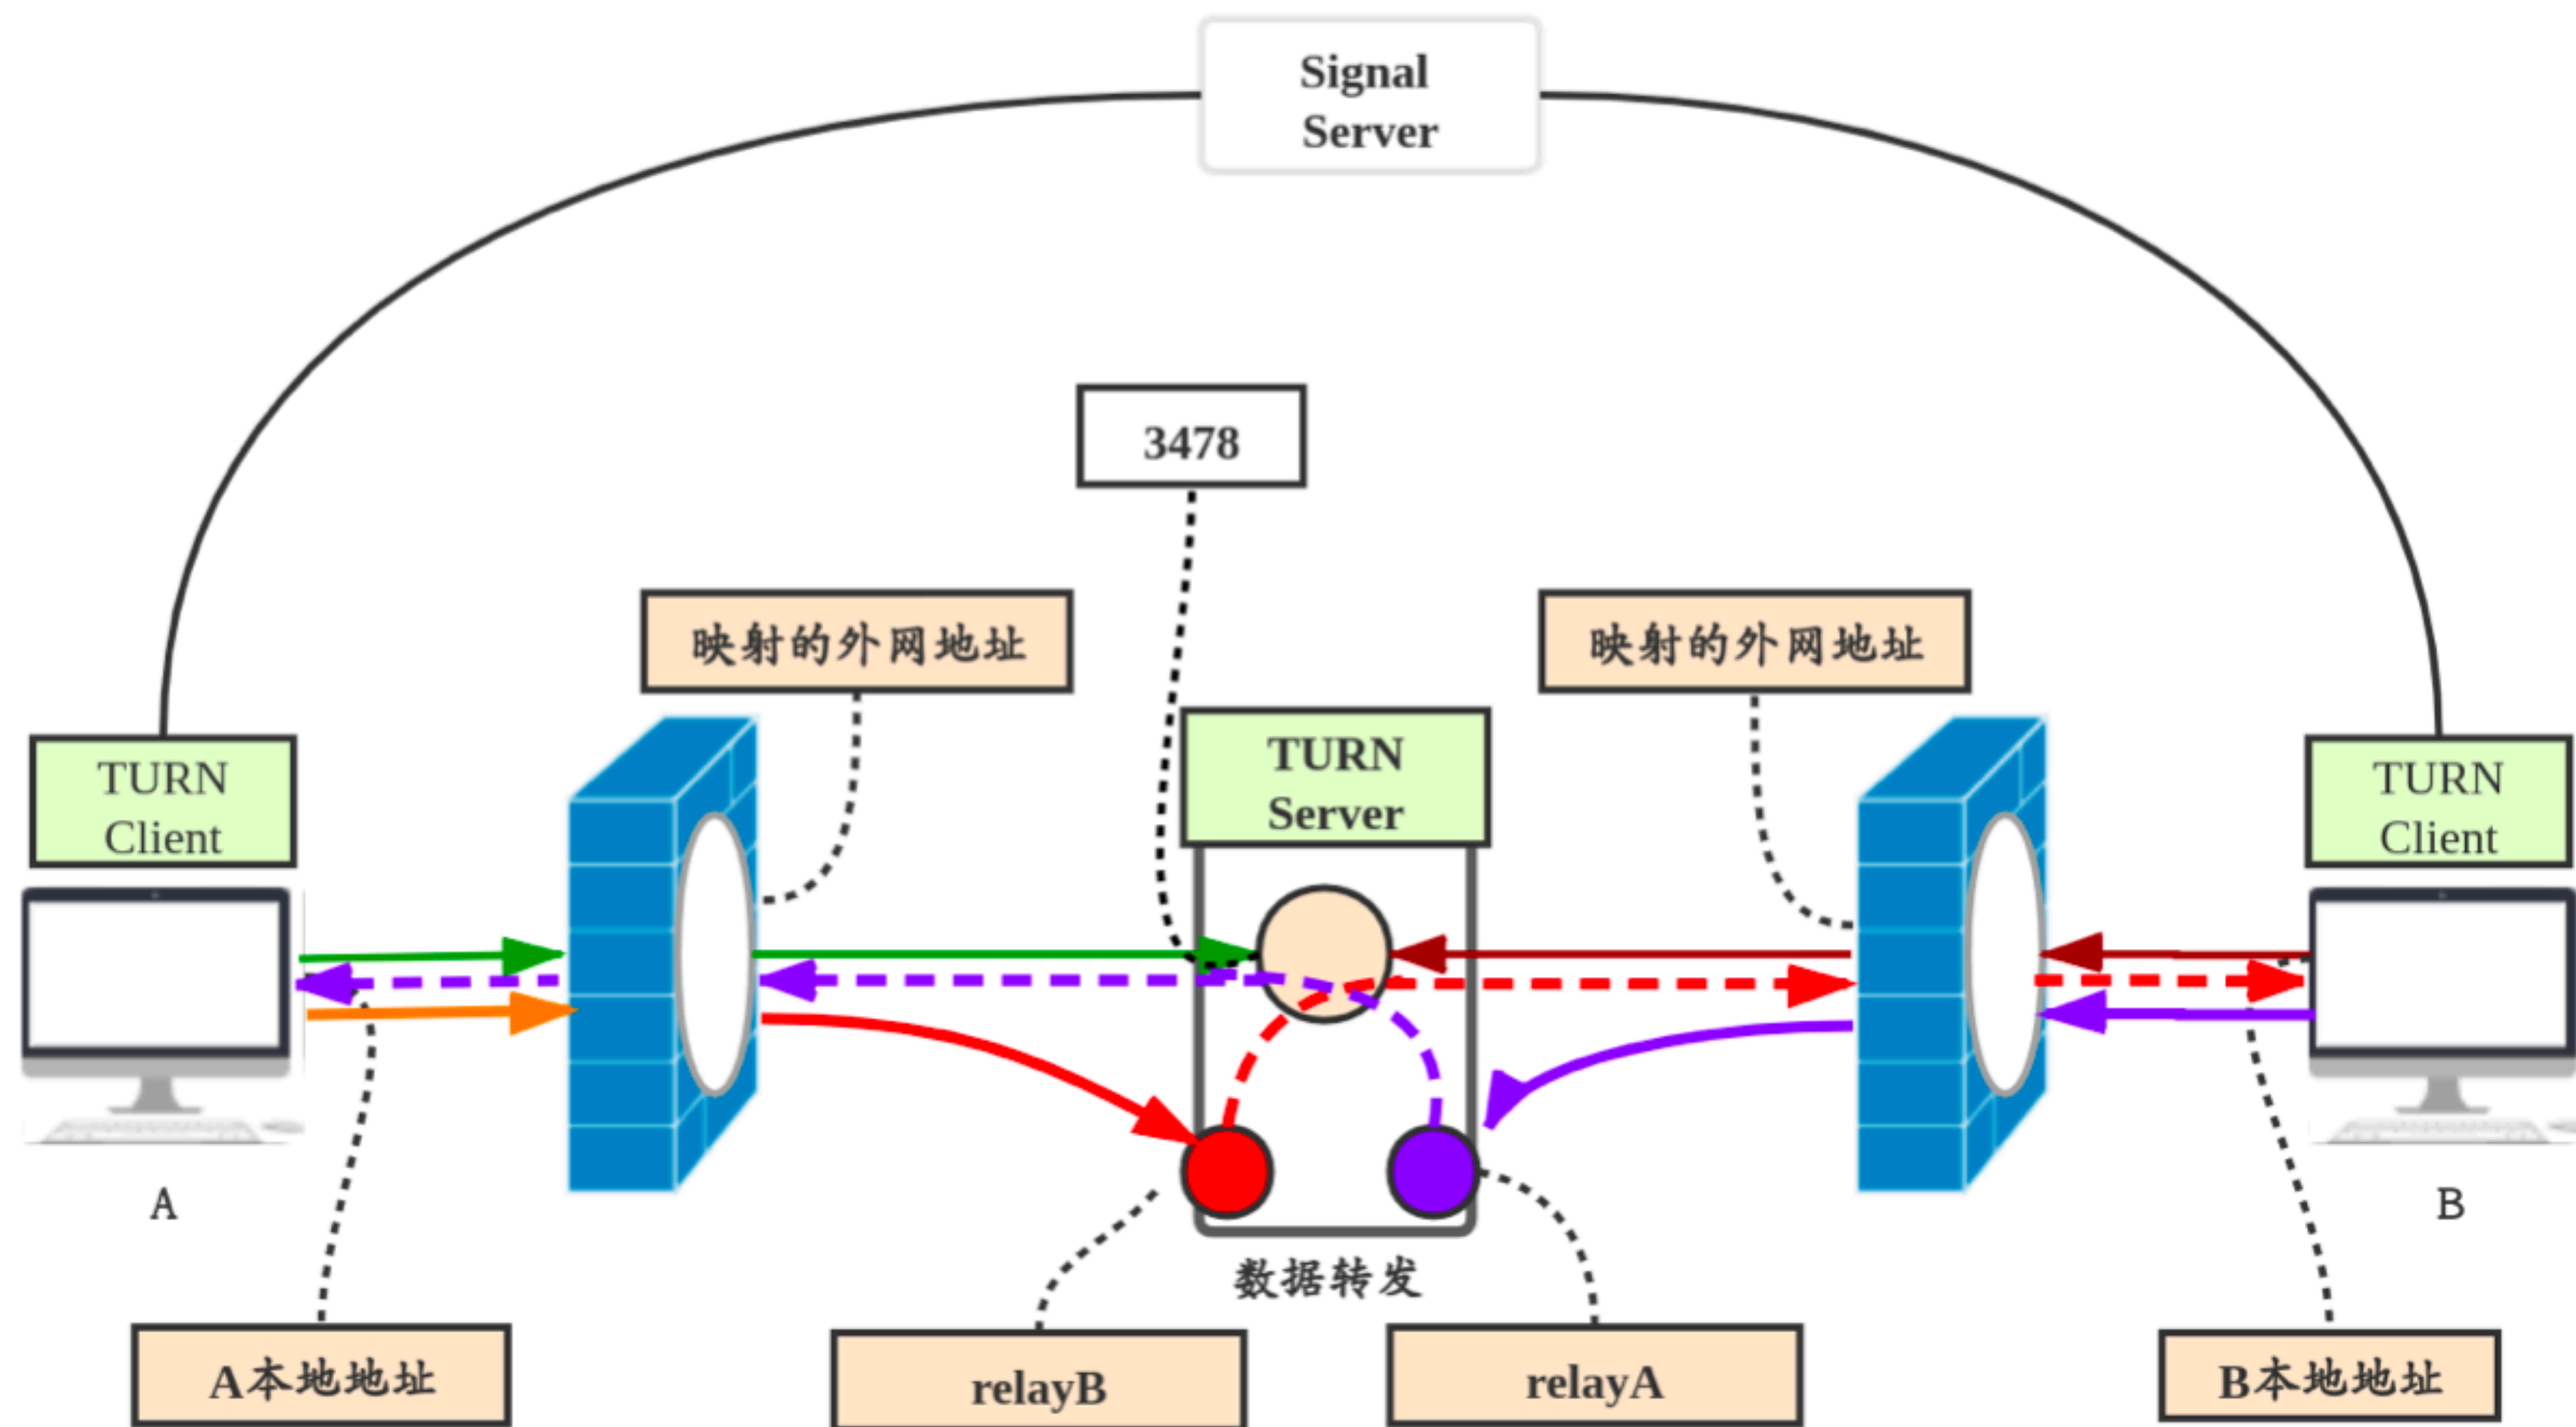 Signal
Server
3478
映射的外网地址
映射的外网地址
TURN
Server
TURN
Client
TURN
Client
A
B
数据转发
A本地地址
relayB
relayA
B本地地址